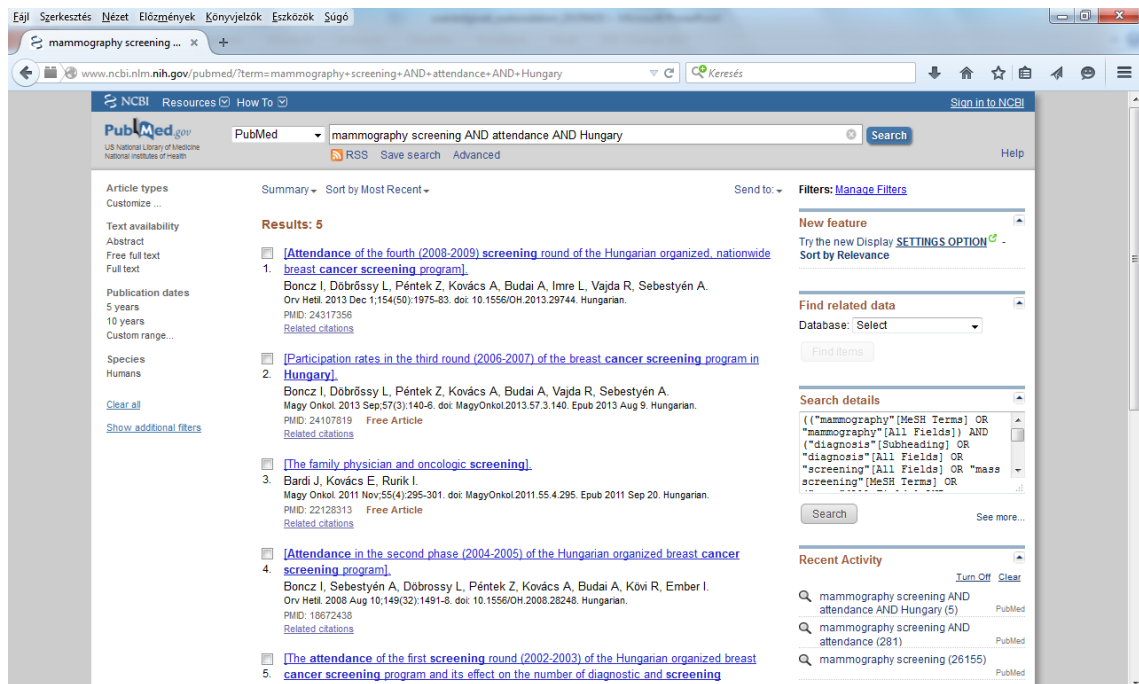 Fájl Szerkesztés Nézet Előzmények Könyvjelzők Eszközök Súgó
mammography screening ... × +
www.ncbi.nlm.nih.gov/pubmed/?term=mammography+screening+AND+attendance+AND+Hungary
Keresés
NCBI Resources How To Sign in to NCBI
PubMed.gov
US National Library of Medicine
National Institutes of Health
PubMed mammography screening AND attendance AND Hungary Search
RSS Save search Advanced Help
Article types
Customize ...
Text availability
Abstract
Free full text
Full text
Publication dates
5 years
10 years
Custom range...
Species
Humans
Clear all
Show additional filters
Summary Sort by Most Recent Send to:
Results: 5
[Attendance of the fourth (2008-2009) screening round of the Hungarian organized, nationwide
1. breast cancer screening program].
Boncz I, Döbrőssy L, Péntek Z, Kovács A, Budai A, Imre L, Vajda R, Sebestyén A.
Orv Hetil. 2013 Dec 1;154(50):1975-83. doi: 10.1556/OH.2013.29744. Hungarian.
PMID: 24317356
Related citations
[Participation rates in the third round (2006-2007) of the breast cancer screening program in
2. Hungary].
Boncz I, Döbrőssy L, Péntek Z, Kovács A, Budai A, Vajda R, Sebestyén A.
Magy Onkol. 2013 Sep;57(3):140-6. doi: MagyOnkol.2013.57.3.140. Epub 2013 Aug 9. Hungarian.
PMID: 24107819 Free Article
Related citations
[The family physician and oncologic screening].
3. Bardi J, Kovács E, Rurik I.
Magy Onkol. 2011 Nov;55(4):295-301. doi: MagyOnkol.2011.55.4.295. Epub 2011 Sep 20. Hungarian.
PMID: 22128313 Free Article
Related citations
[Attendance in the second phase (2004-2005) of the Hungarian organized breast cancer
4. screening program].
Boncz I, Sebestyén A, Döbrossy L, Péntek Z, Kovács A, Budai A, Kövi R, Ember I.
Orv Hetil. 2008 Aug 10;149(32):1491-8. doi: 10.1556/OH.2008.28248. Hungarian.
PMID: 18672438
Related citations
[The attendance of the first screening round (2002-2003) of the Hungarian organized breast
5. cancer screening program and its effect on the number of diagnostic and screening
Filters: Manage Filters
New feature
Try the new Display SETTINGS OPTION -
Sort by Relevance
Find related data
Database: Select
Find items
Search details
(("mammography"[MeSH Terms] OR
"mammography"[All Fields]) AND
("diagnosis"[Subheading] OR
"diagnosis"[All Fields] OR
"screening"[All Fields] OR "mass
screening"[MeSH Terms] OR
Search See more...
Recent Activity
Turn Off Clear
mammography screening AND
attendance AND Hungary (5) PubMed
mammography screening AND
attendance (281) PubMed
mammography screening (26155)
PubMed